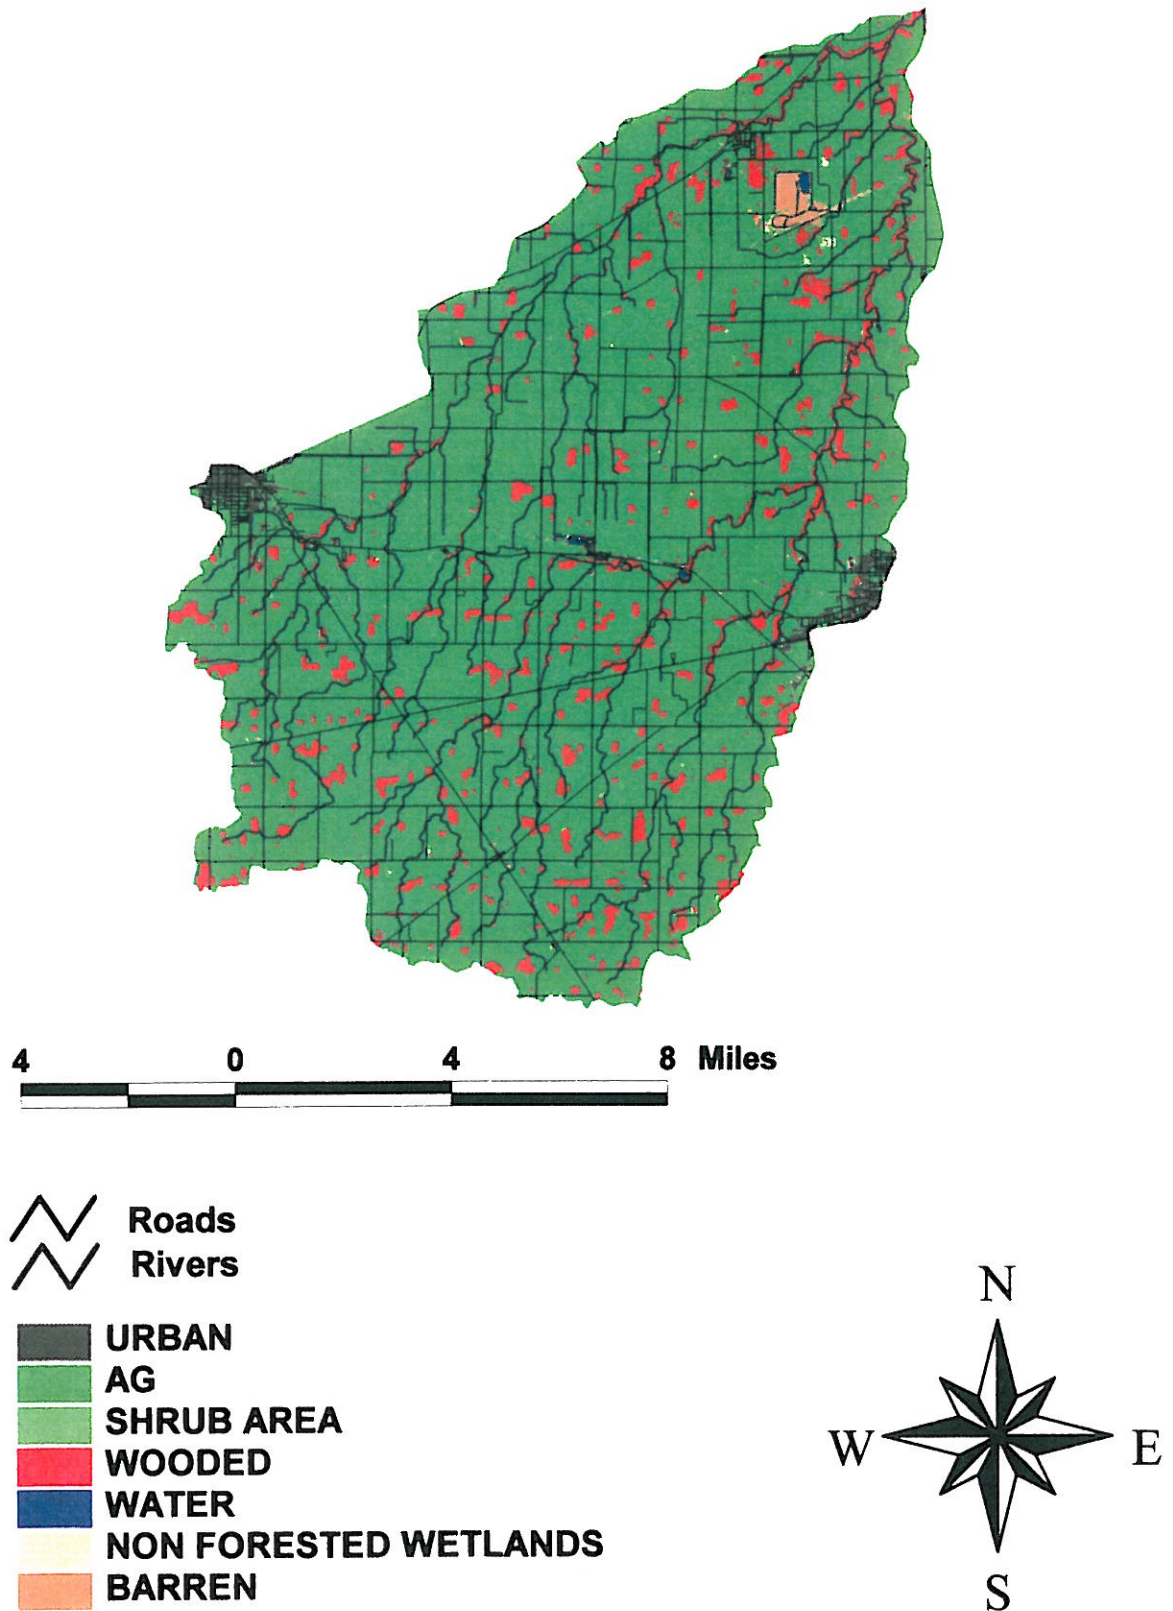 4 0 4 8 Miles
Roads
Rivers
URBAN
AG
SHRUB AREA
WOODED
WATER
NON FORESTED WETLANDS
BARREN
N
W E
S